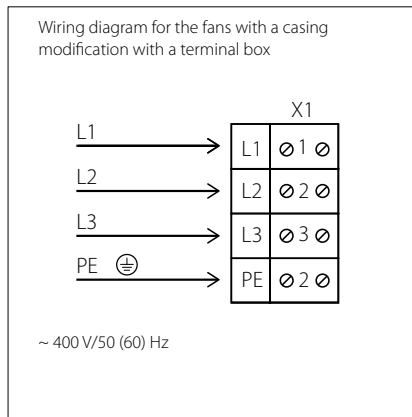 Wiring diagram for the fans with a casing
modification with a terminal box
X1
L1 L1 1
L2 L2 2
L3 L3 3
PE PE 2
~ 400 V/50 (60) Hz